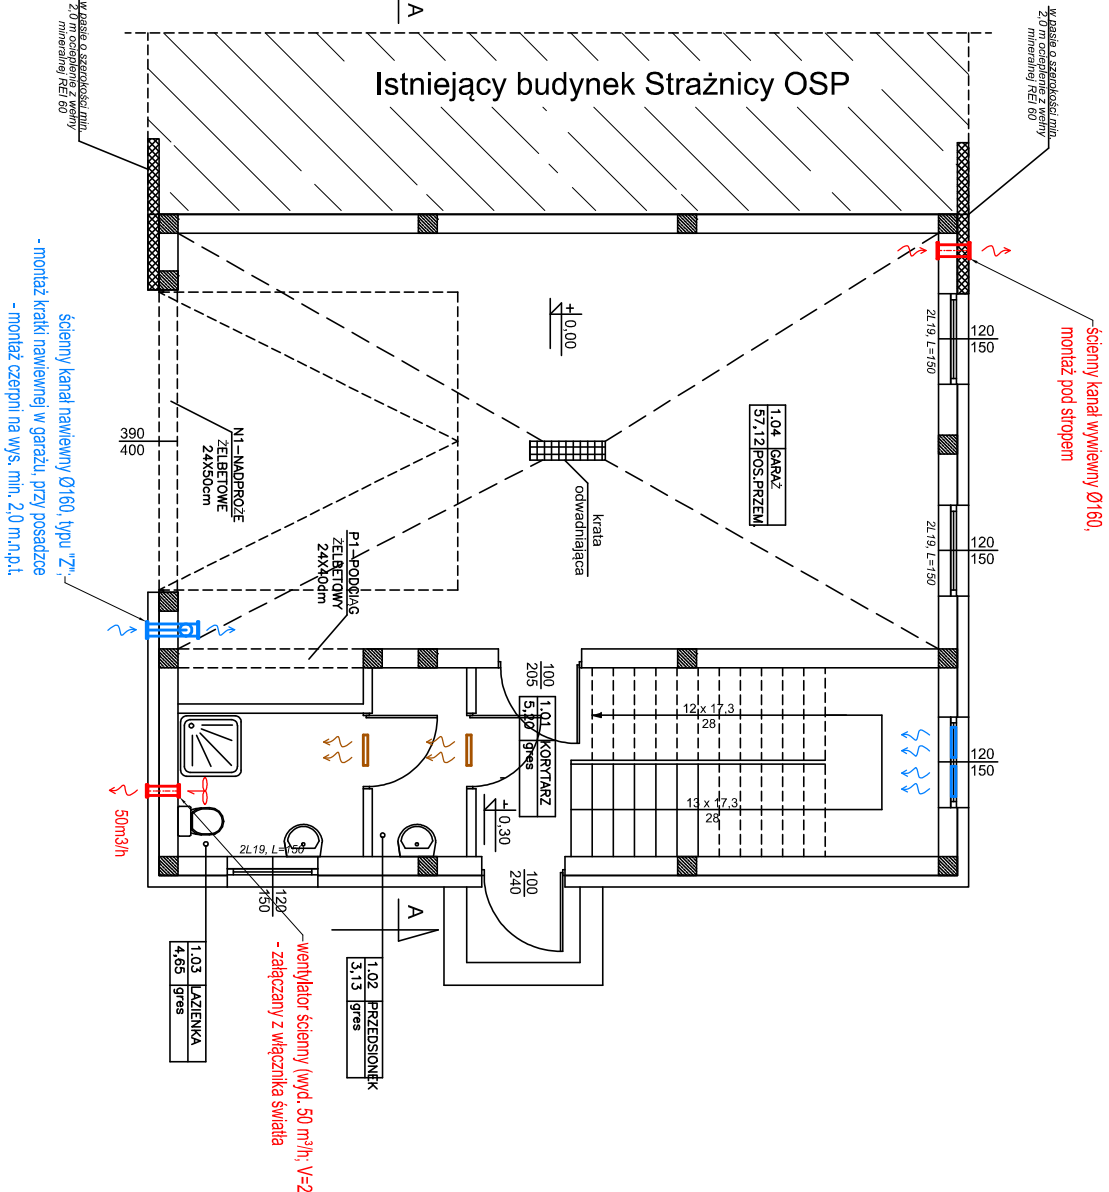 A
w pasie o szerokości min.
2,0 m ocieplenie z wełny
mineralnej REI 60
w pasie o szerokości min.
2,0 m ocieplenie z wełny
mineralnej REI 60
Istniejący budynek Strażnicy OSP
ścienny kanał wywiewny Ø160,
montaż pod stropem
2L19, L=150
120
150
+
0,00
1.04 GARAŻ
57,12 POS.PRZEM.
krata
odwadniająca
390
400
N1-NADPROŻE
ŻELBETOWE
24X50cm
ścienny kanał nawiewny Ø160, typu "Z",
- montaż kratki nawiewnej w garażu, przy posadzce
- montaż czerpni na wys. min. 2,0 m.n.p.t.
P1-PODCIĄG
ŻELBETOWY
24X40cm
2L19, L=150
120
150
100
205
1.01 KORYTARZ
5,20 gres
12 x 17,3
28
13 x 17,3
28
120
150
+
0,30
50m3/h
2L19, L=150
120
150
100
240
A
1.03 ŁAZIENKA
4,65 gres
1.02 PRZEDSIONEK
3,13 gres
wentylator ścienny (wyd. 50 m³/h; V=2
- załączany z włącznika światła